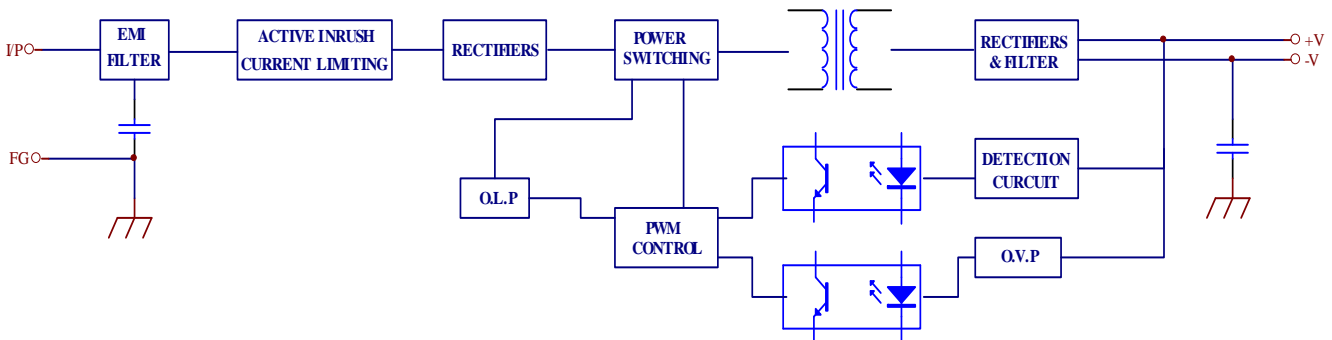 I/P
EMI
FILTER
ACTIVE INRUSH
CURRENT LIMITING
RECTIFIERS
POWER
SWITCHING
RECTIFIERS
& FILTER
+V
-V
FG
O.L.P
PWM
CONTROL
DETECTION
CURCUIT
O.V.P